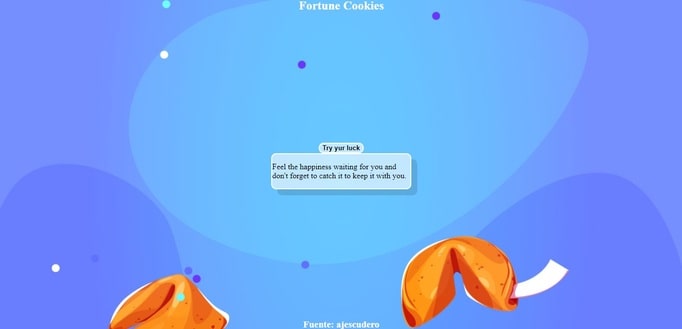 Fortune Cookies
Try yur luck
Feel the happiness waiting for you and
don't forget to catch it to keep it with you.
Fuente: ajescudero